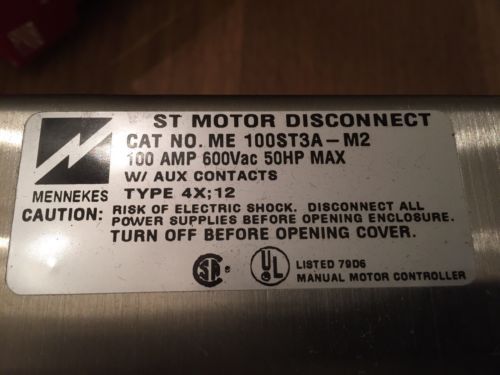 ST MOTOR DISCONNECT
CAT NO. ME 100ST3A-M2
100 AMP 600Vac 50HP MAX
W/ AUX CONTACTS
MENNEKES TYPE 4X;12
CAUTION: RISK OF ELECTRIC SHOCK. DISCONNECT ALL
POWER SUPPLIES BEFORE OPENING ENCLOSURE.
TURN OFF BEFORE OPENING COVER.
SA ® UL LISTED 79D6
MANUAL MOTOR CONTROLLER